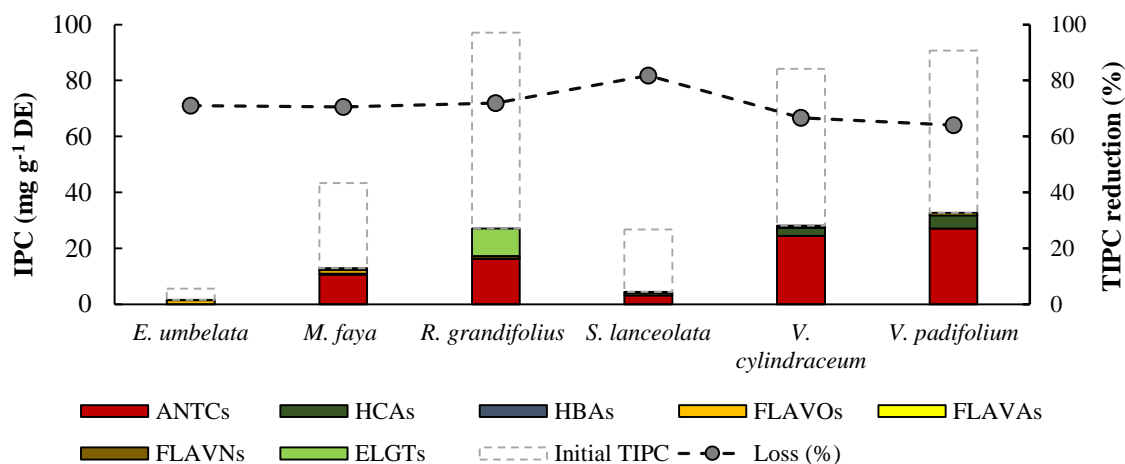 100
80
60
40
20
0
IPC (mg g⁻¹ DE)
100
80
60
40
20
0
TIPC reduction (%)
E. umbelata
M. faya
R. grandifolius
S. lanceolata
V.
cylindraceum
V. padifolium
ANTCs
HCAs
HBAs
FLAVOs
FLAVAs
FLAVNs
ELGTs
Initial TIPC
Loss (%)